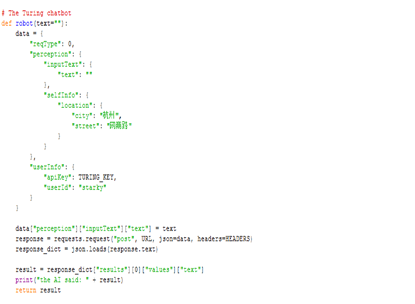 # The Turing chatbot
def robot(text=""):
data = {
"reqType": 0,
"perception": {
"inputText": {
"text": ""
},
"selfInfo": {
"location": {
"city": "杭州",
"street": "网商路"
}
}
},
"userInfo": {
"apiKey": TURING_KEY,
"userId": "starky"
}
}
data["perception"]["inputText"]["text"] = text
response = requests.request("post", URL, json=data, headers=HEADERS)
response_dict = json.loads(response.text)
result = response_dict["results"][0]["values"]["text"]
print("the AI said: " + result)
return result